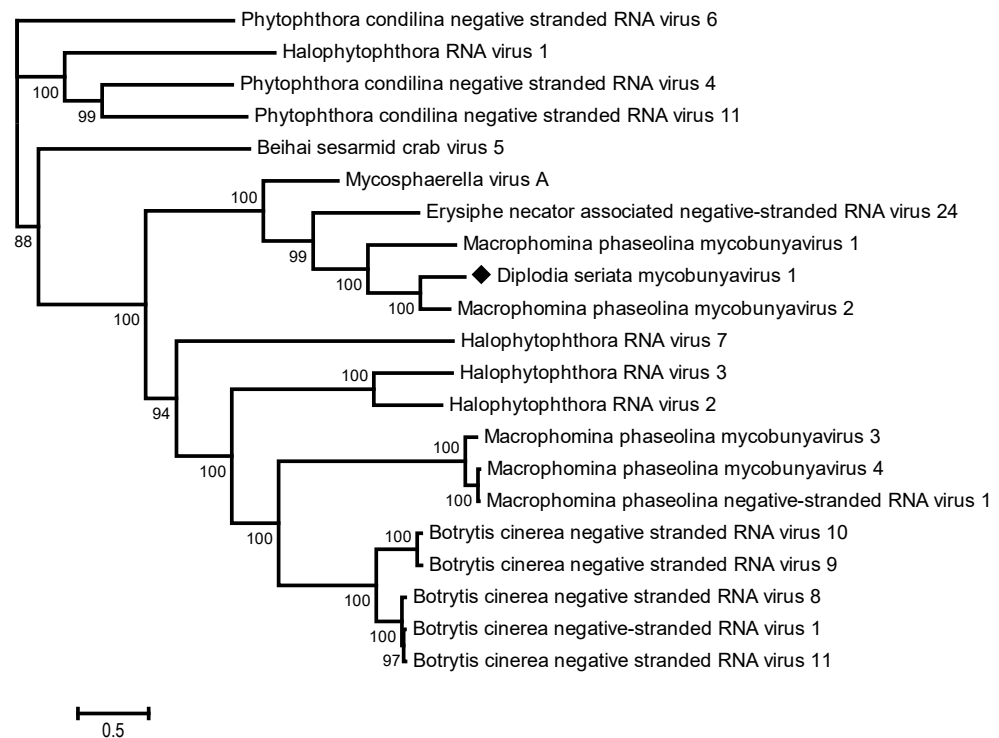 Phytophthora condilina negative stranded RNA virus 6
Halophytophthora RNA virus 1
100
Phytophthora condilina negative stranded RNA virus 4
99
Phytophthora condilina negative stranded RNA virus 11
Beihai sesarmid crab virus 5
88
Mycosphaerella virus A
100
Erysiphe necator associated negative-stranded RNA virus 24
99
Macrophomina phaseolina mycobunyavirus 1
100
Diplodia seriata mycobunyavirus 1
100
Macrophomina phaseolina mycobunyavirus 2
100
Halophytophthora RNA virus 7
94
100
Halophytophthora RNA virus 3
Halophytophthora RNA virus 2
100
Macrophomina phaseolina mycobunyavirus 3
100
Macrophomina phaseolina mycobunyavirus 4
100
Macrophomina phaseolina negative-stranded RNA virus 1
100
Botrytis cinerea negative stranded RNA virus 10
100
Botrytis cinerea negative stranded RNA virus 9
100
Botrytis cinerea negative stranded RNA virus 8
100
Botrytis cinerea negative-stranded RNA virus 1
97
Botrytis cinerea negative stranded RNA virus 11
0.5